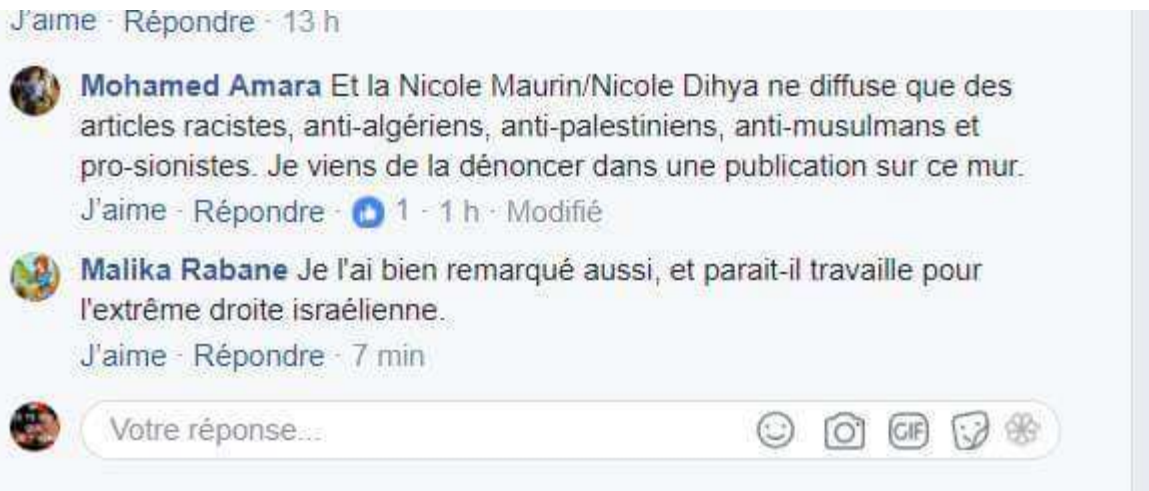 J'aime · Répondre · 13 h
Mohamed Amara Et la Nicole Maurin/Nicole Dihya ne diffuse que des
articles racistes, anti-algériens, anti-palestiniens, anti-musulmans et
pro-sionistes. Je viens de la dénoncer dans une publication sur ce mur.
J'aime · Répondre · 1 · 1 h · Modifié
Malika Rabane Je l'ai bien remarqué aussi, et parait-il travaille pour
l'extrême droite israélienne.
J'aime · Répondre · 7 min
Votre réponse... GIF